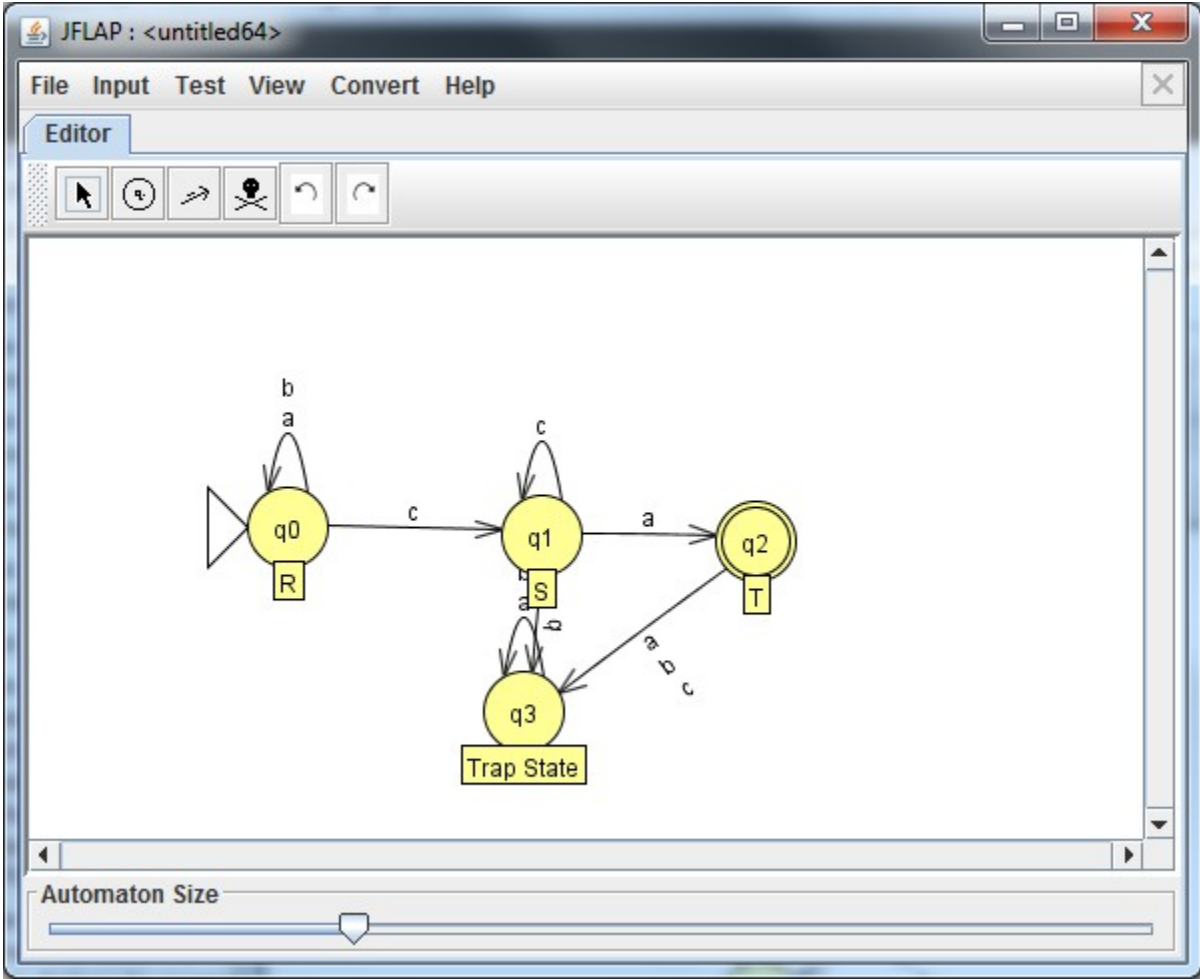 JFLAP : <untitled64>
File Input Test View Convert Help
Editor
b
a
c
c
a
q0
q1
q2
R
S
T
b
a
b
a
b
c
q3
Trap State
Automaton Size